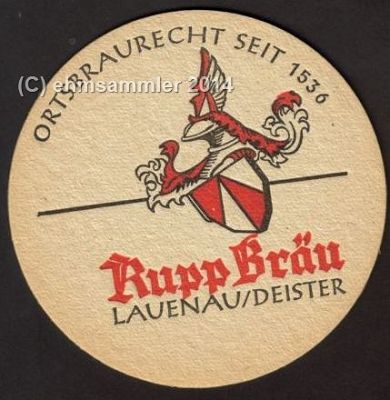 ORTSBRAURECHT SEIT 1536
(C) ehmsammler 2014
Rupp Bräu
LAUENAU/DEISTER